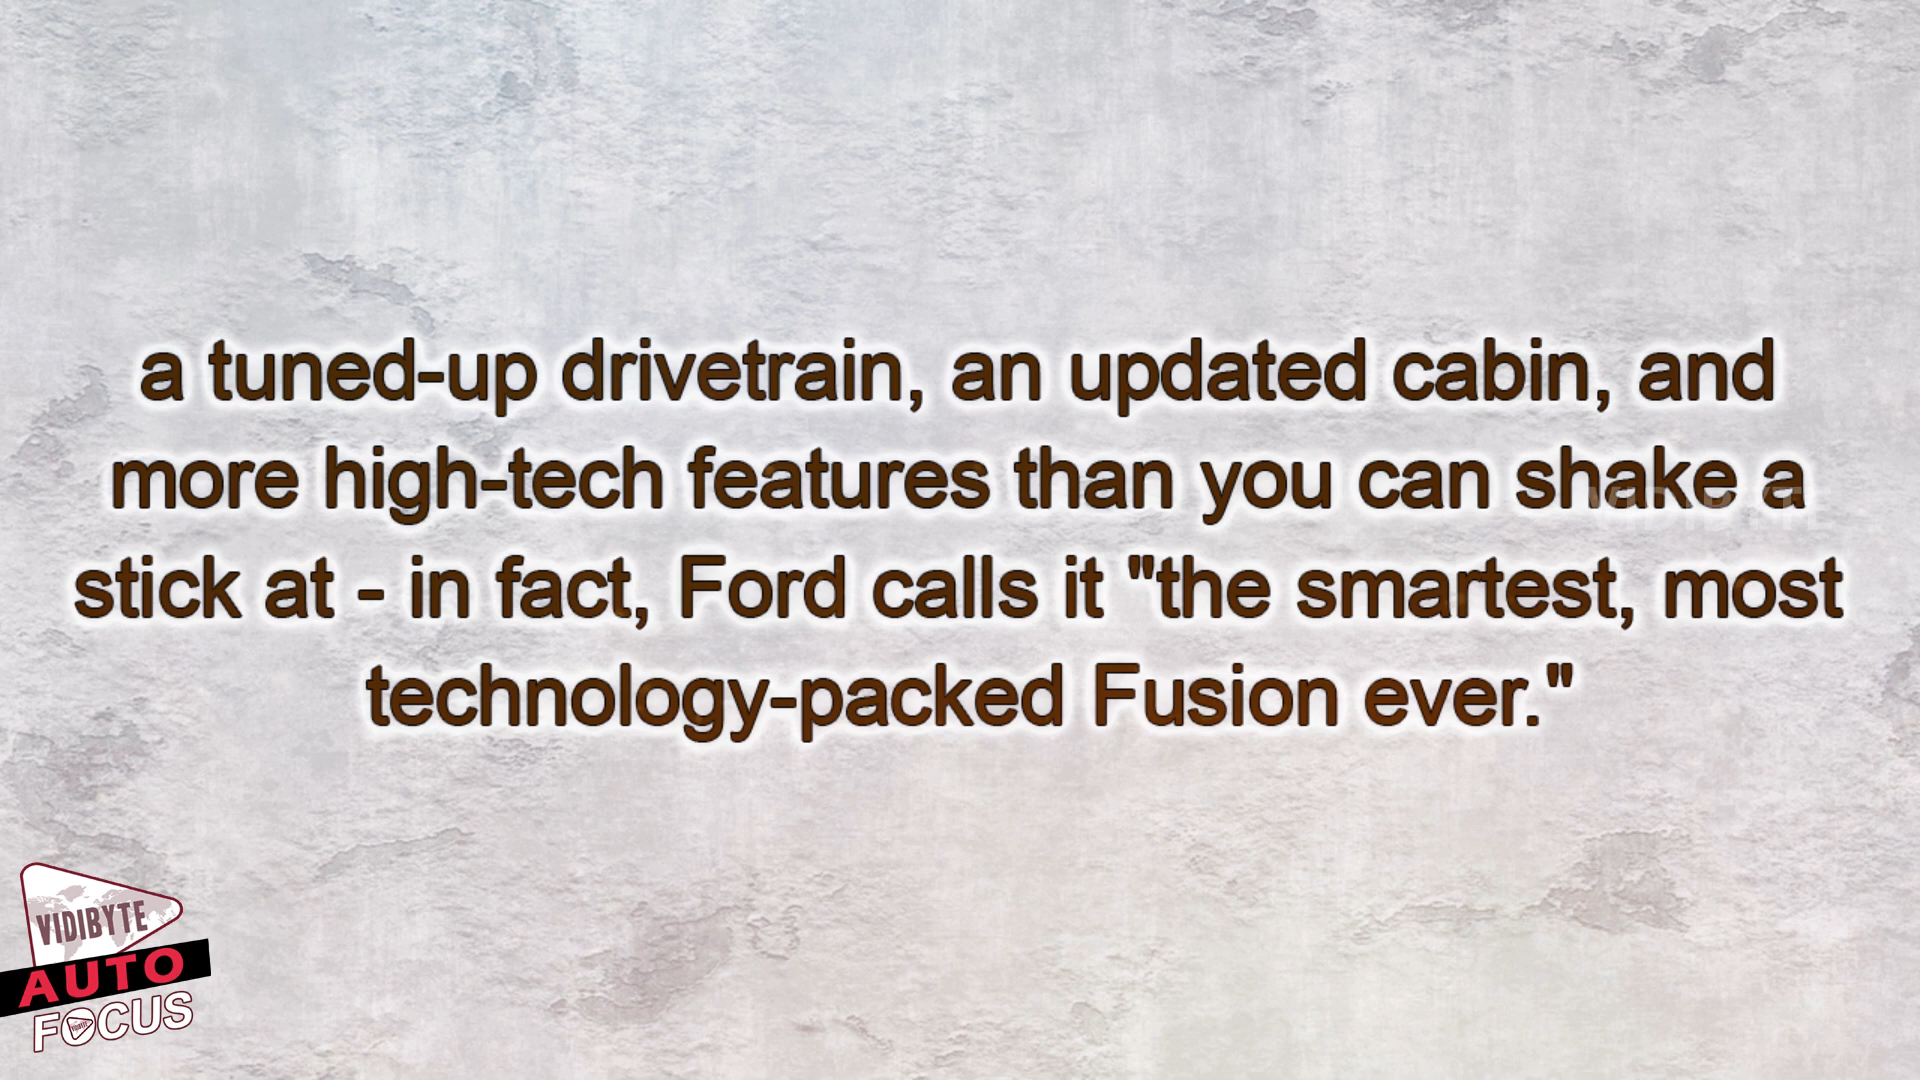 a tuned-up drivetrain, an updated cabin, and
more high-tech features than you can shake a
stick at - in fact, Ford calls it "the smartest, most
technology-packed Fusion ever."
VIDIBYTE
VIDIBYTE
AUTO
FOCUS